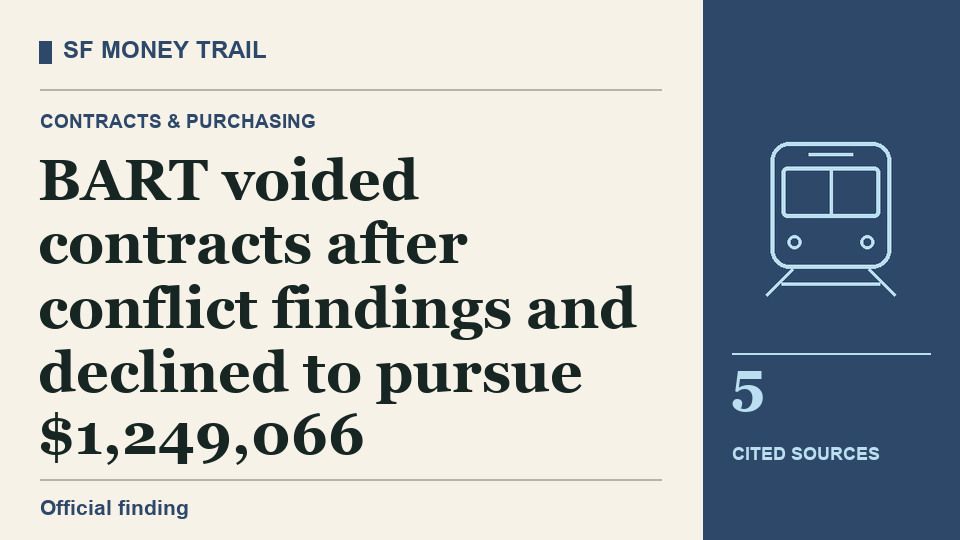 SF MONEY TRAIL
CONTRACTS & PURCHASING
BART voided
contracts after
conflict findings and
declined to pursue
$1,249,066
Official finding
5
CITED SOURCES